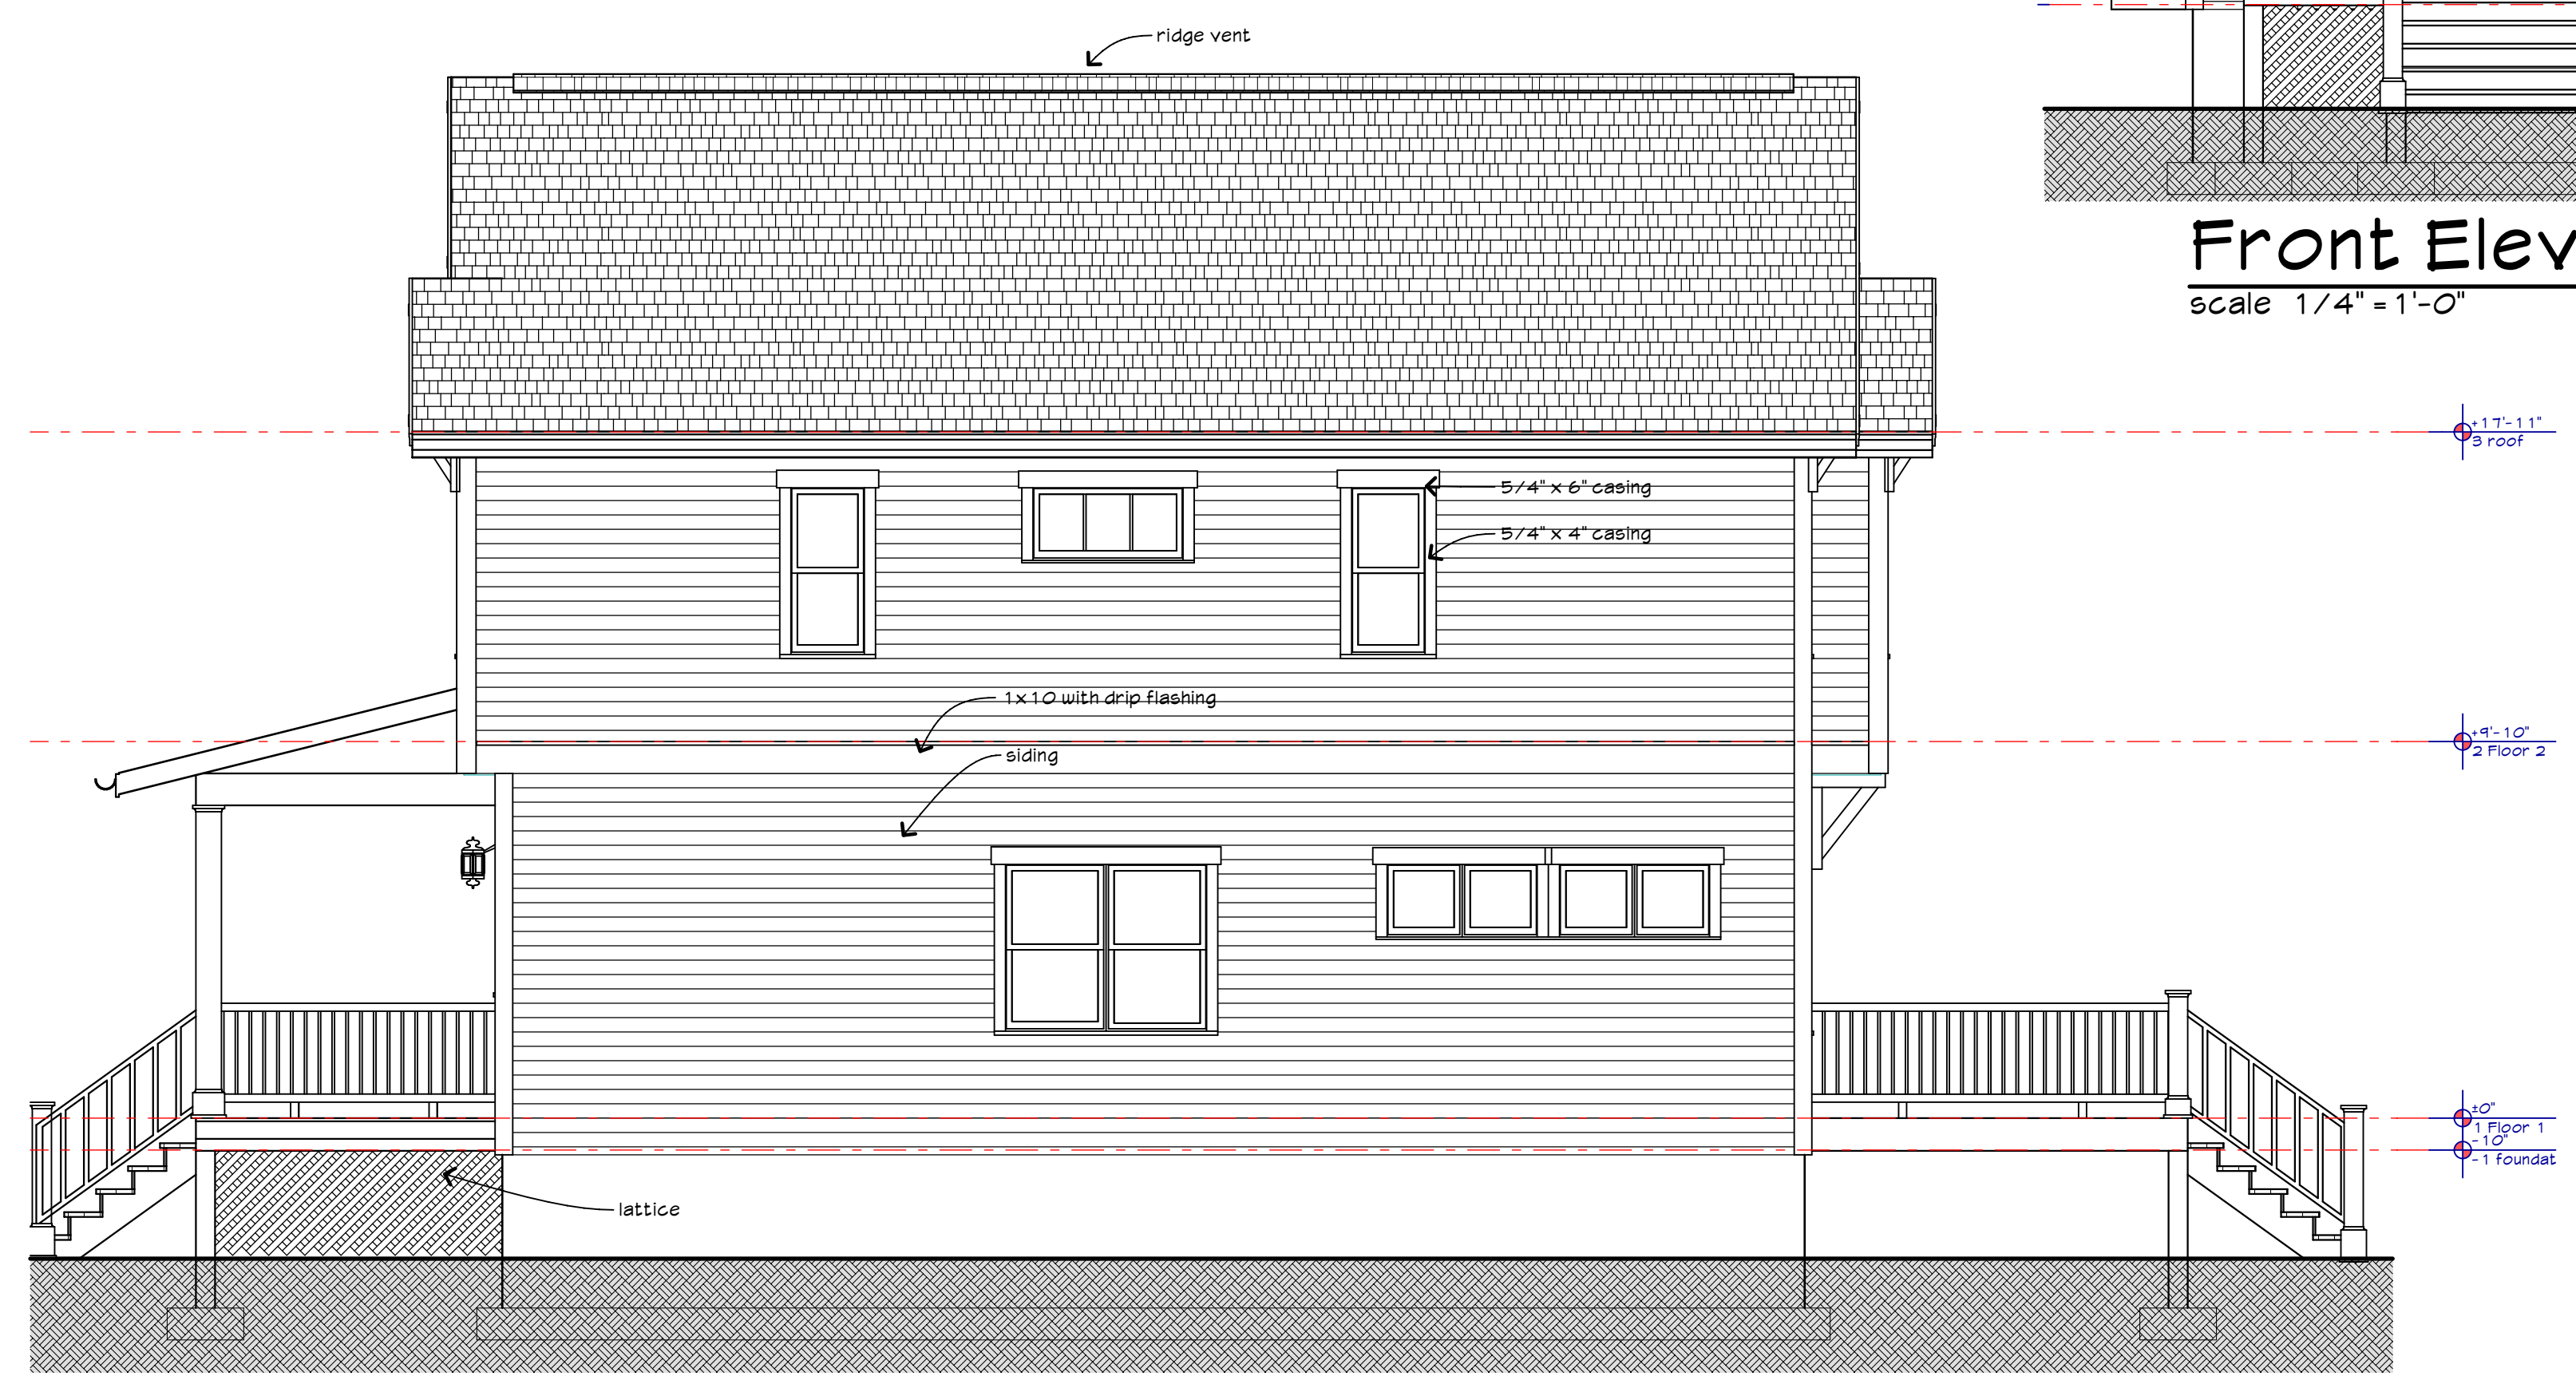 ridge vent
Front Elev
scale 1/4" = 1'-0"
+17'-11"
3 roof
5/4" x 6" casing
5/4" x 4" casing
1x10 with drip flashing
+9'-10"
2 Floor 2
siding
±0"
1 Floor 1
-10"
-1 foundat
lattice